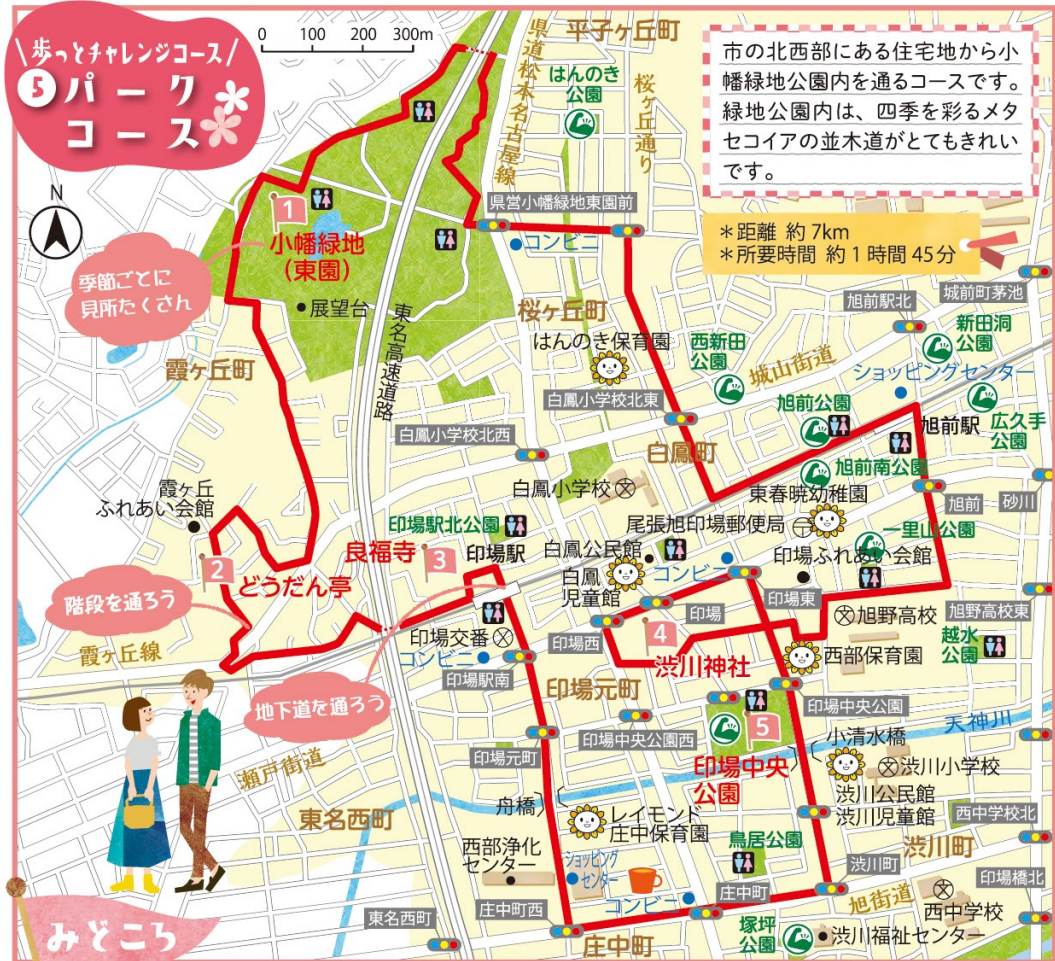 歩っとチャレンジコース
5 パーク
コース
0 100 200 300m
N
市の北西部にある住宅地から小
幡緑地公園内を通るコースです。
緑地公園内は、四季を彩るメタ
セコイアの並木道がとてもきれい
です。
＊距離 約7km
＊所要時間 約1時間45分
平子ヶ丘町
県道松本名古屋線
はんのき
公園
桜ヶ丘通り
県営小幡緑地東園前
コンビニ
1
小幡緑地
(東園)
季節ごとに
見所たくさん
展望台
東名高速道路
桜ヶ丘町
はんのき保育園
西新田
公園
城山街道
旭前駅北
城前町茅池
新田洞
公園
ショッピングセンター
霞ヶ丘町
白鳳小学校北東
白鳳小学校北西
白鳳町
旭前公園
旭前駅
広久手
公園
旭前南公園
東春暁幼稚園
旭前
砂川
白鳳小学校
霞ヶ丘
ふれあい会館
印場駅北公園
尾張旭印場郵便局
一里山公園
良福寺
3
印場駅
白鳳公民館
白鳳
児童館
コンビニ
印場ふれあい会館
2
どうだん亭
階段を通ろう
印場
印場東
旭野高校
旭野高校東
印場西
4
渋川神社
西部保育園
越水
公園
霞ヶ丘線
印場交番
コンビニ
印場駅南
地下道を通ろう
印場元町
印場中央公園
5
印場中央公園西
印場中央
公園
天神川
小清水橋
渋川小学校
印場元町
瀬戸街道
東名西町
舟橋
レイモンド
庄中保育園
渋川公民館
渋川児童館
西中学校北
鳥居公園
渋川町
西部浄化
センター
ショッピング
センター
渋川町
印場橋北
コンビニ
庄中町
旭街道
西中学校
庄中町西
東名西町
庄中町
塚坪
公園
渋川福祉センター
みどころ